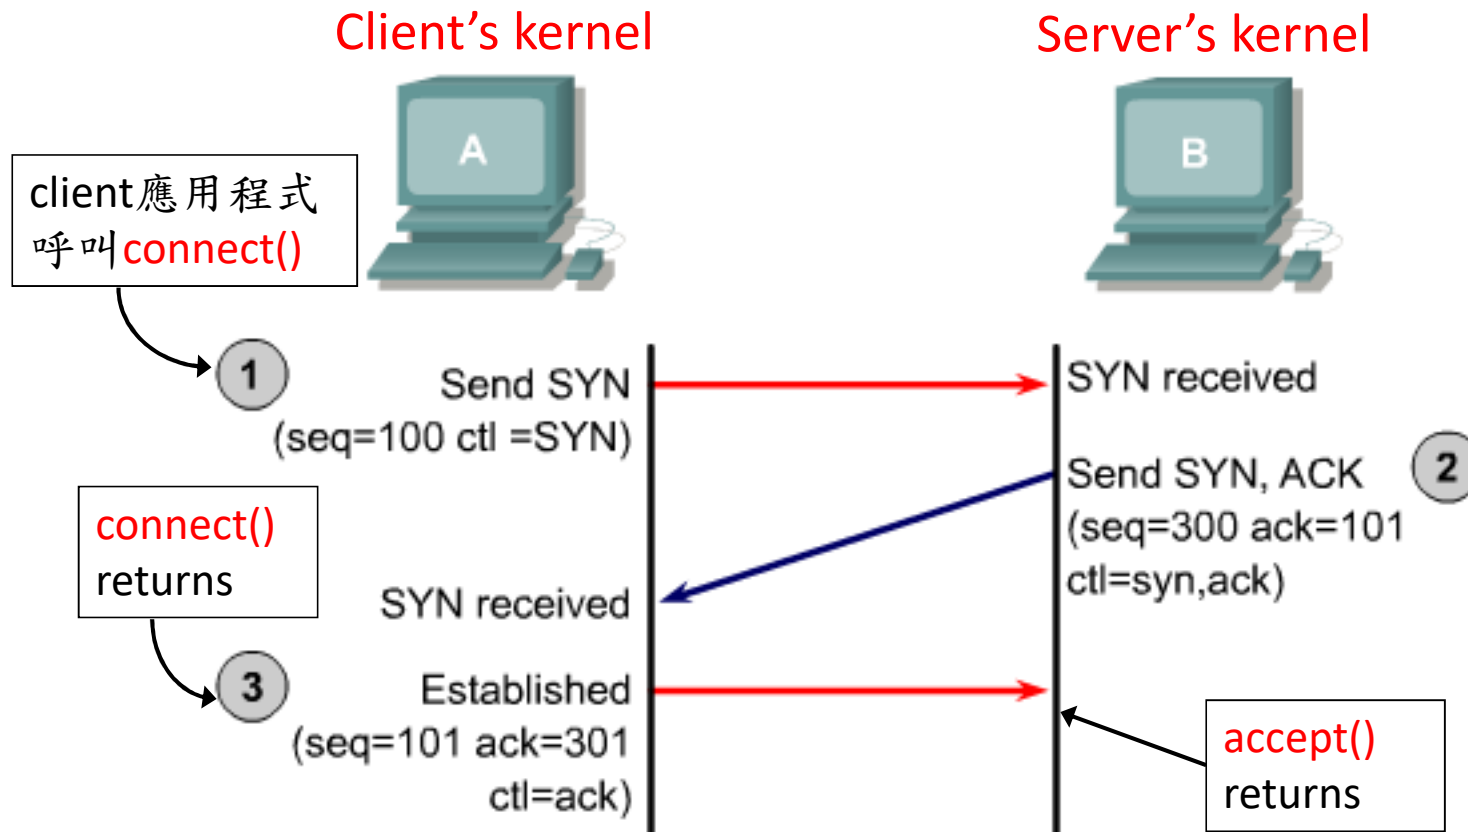 Client’s kernel
Server’s kernel
A
B
client應用程式
呼叫connect()
1
Send SYN
(seq=100 ctl =SYN)
SYN received
Send SYN, ACK
2
(seq=300 ack=101
ctl=syn,ack)
connect()
returns
SYN received
3
Established
(seq=101 ack=301
ctl=ack)
accept()
returns